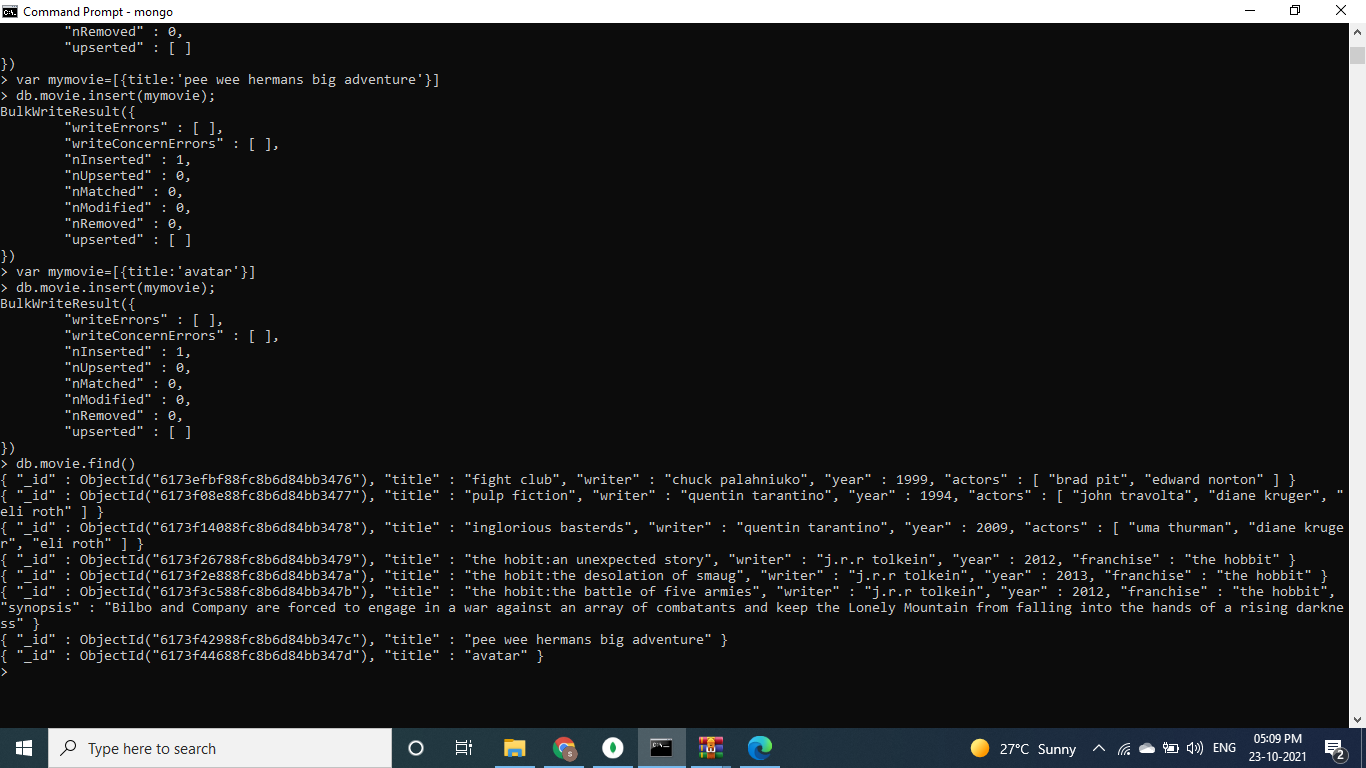 Command Prompt - mongo
"nRemoved" : 0,
"upserted" : [ ]
})
> var mymovie=[{title:'pee wee hermans big adventure'}]
> db.movie.insert(mymovie);
BulkWriteResult({
"writeErrors" : [ ],
"writeConcernErrors" : [ ],
"nInserted" : 1,
"nUpserted" : 0,
"nMatched" : 0,
"nModified" : 0,
"nRemoved" : 0,
"upserted" : [ ]
})
> var mymovie=[{title:'avatar'}]
> db.movie.insert(mymovie);
BulkWriteResult({
"writeErrors" : [ ],
"writeConcernErrors" : [ ],
"nInserted" : 1,
"nUpserted" : 0,
"nMatched" : 0,
"nModified" : 0,
"nRemoved" : 0,
"upserted" : [ ]
})
> db.movie.find()
{ "_id" : ObjectId("6173efbf88fc8b6d84bb3476"), "title" : "fight club", "writer" : "chuck palahniuko", "year" : 1999, "actors" : [ "brad pit", "edward norton" ] }
{ "_id" : ObjectId("6173f08e88fc8b6d84bb3477"), "title" : "pulp fiction", "writer" : "quentin tarantino", "year" : 1994, "actors" : [ "john travolta", "diane kruger", "
eli roth" ] }
{ "_id" : ObjectId("6173f14088fc8b6d84bb3478"), "title" : "inglorious basterds", "writer" : "quentin tarantino", "year" : 2009, "actors" : [ "uma thurman", "diane kruge
r", "eli roth" ] }
{ "_id" : ObjectId("6173f26788fc8b6d84bb3479"), "title" : "the hobit:an unexpected story", "writer" : "j.r.r tolkein", "year" : 2012, "franchise" : "the hobbit" }
{ "_id" : ObjectId("6173f2e888fc8b6d84bb347a"), "title" : "the hobit:the desolation of smaug", "writer" : "j.r.r tolkein", "year" : 2013, "franchise" : "the hobbit" }
{ "_id" : ObjectId("6173f3c588fc8b6d84bb347b"), "title" : "the hobit:the battle of five armies", "writer" : "j.r.r tolkein", "year" : 2012, "franchise" : "the hobbit",
"synopsis" : "Bilbo and Company are forced to engage in a war against an array of combatants and keep the Lonely Mountain from falling into the hands of a rising darkne
ss" }
{ "_id" : ObjectId("6173f42988fc8b6d84bb347c"), "title" : "pee wee hermans big adventure" }
{ "_id" : ObjectId("6173f44688fc8b6d84bb347d"), "title" : "avatar" }
>
Type here to search
S
27°C Sunny
ENG
05:09 PM
23-10-2021
2